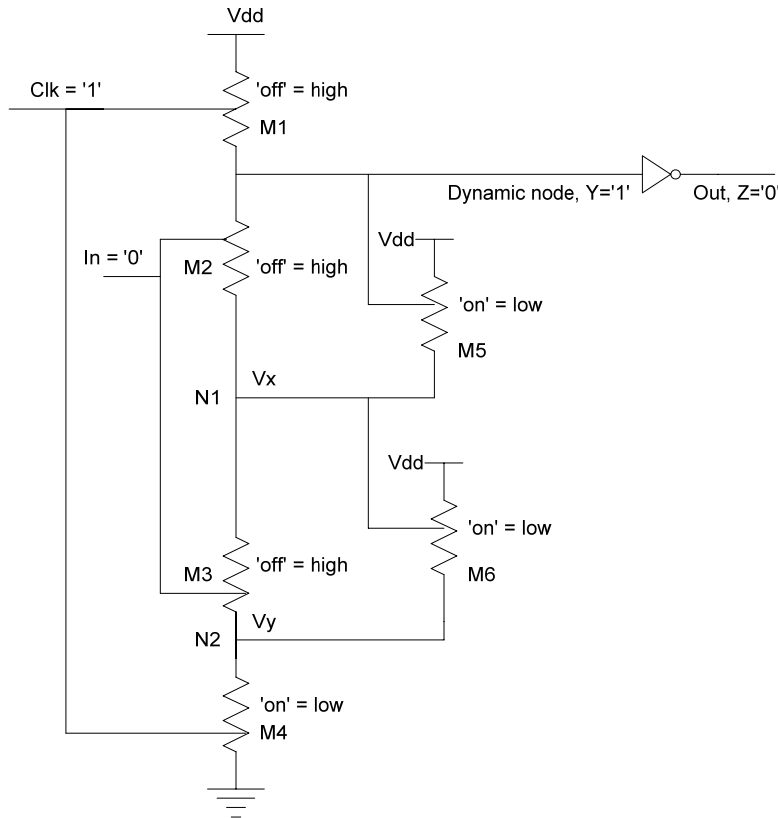 Vdd
Clk = '1'
'off' = high
M1
Dynamic node, Y='1'
Out, Z='0'
In = '0'
M2
'off' = high
Vdd
'on' = low
M5
Vx
N1
Vdd
'on' = low
M6
M3
'off' = high
Vy
N2
'on' = low
M4